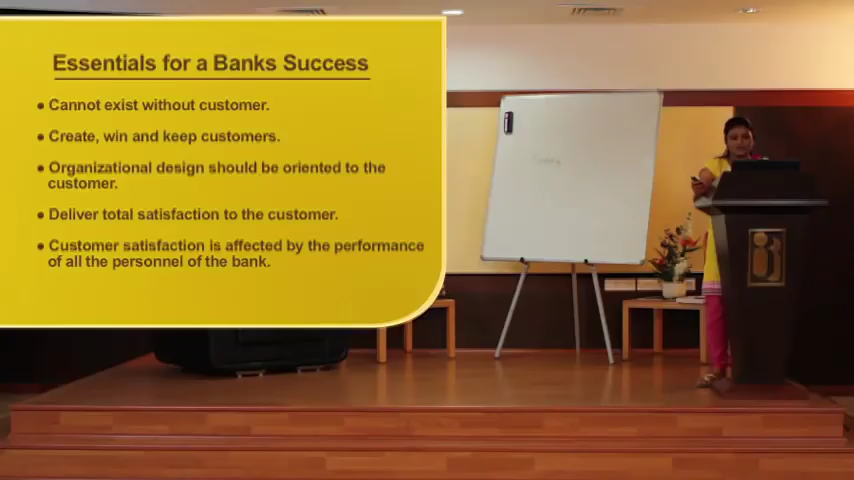 Essentials for a Banks Success
● Cannot exist without customer.
● Create, win and keep customers.
● Organizational design should be oriented to the
customer.
● Deliver total satisfaction to the customer.
● Customer satisfaction is affected by the performance
of all the personnel of the bank.